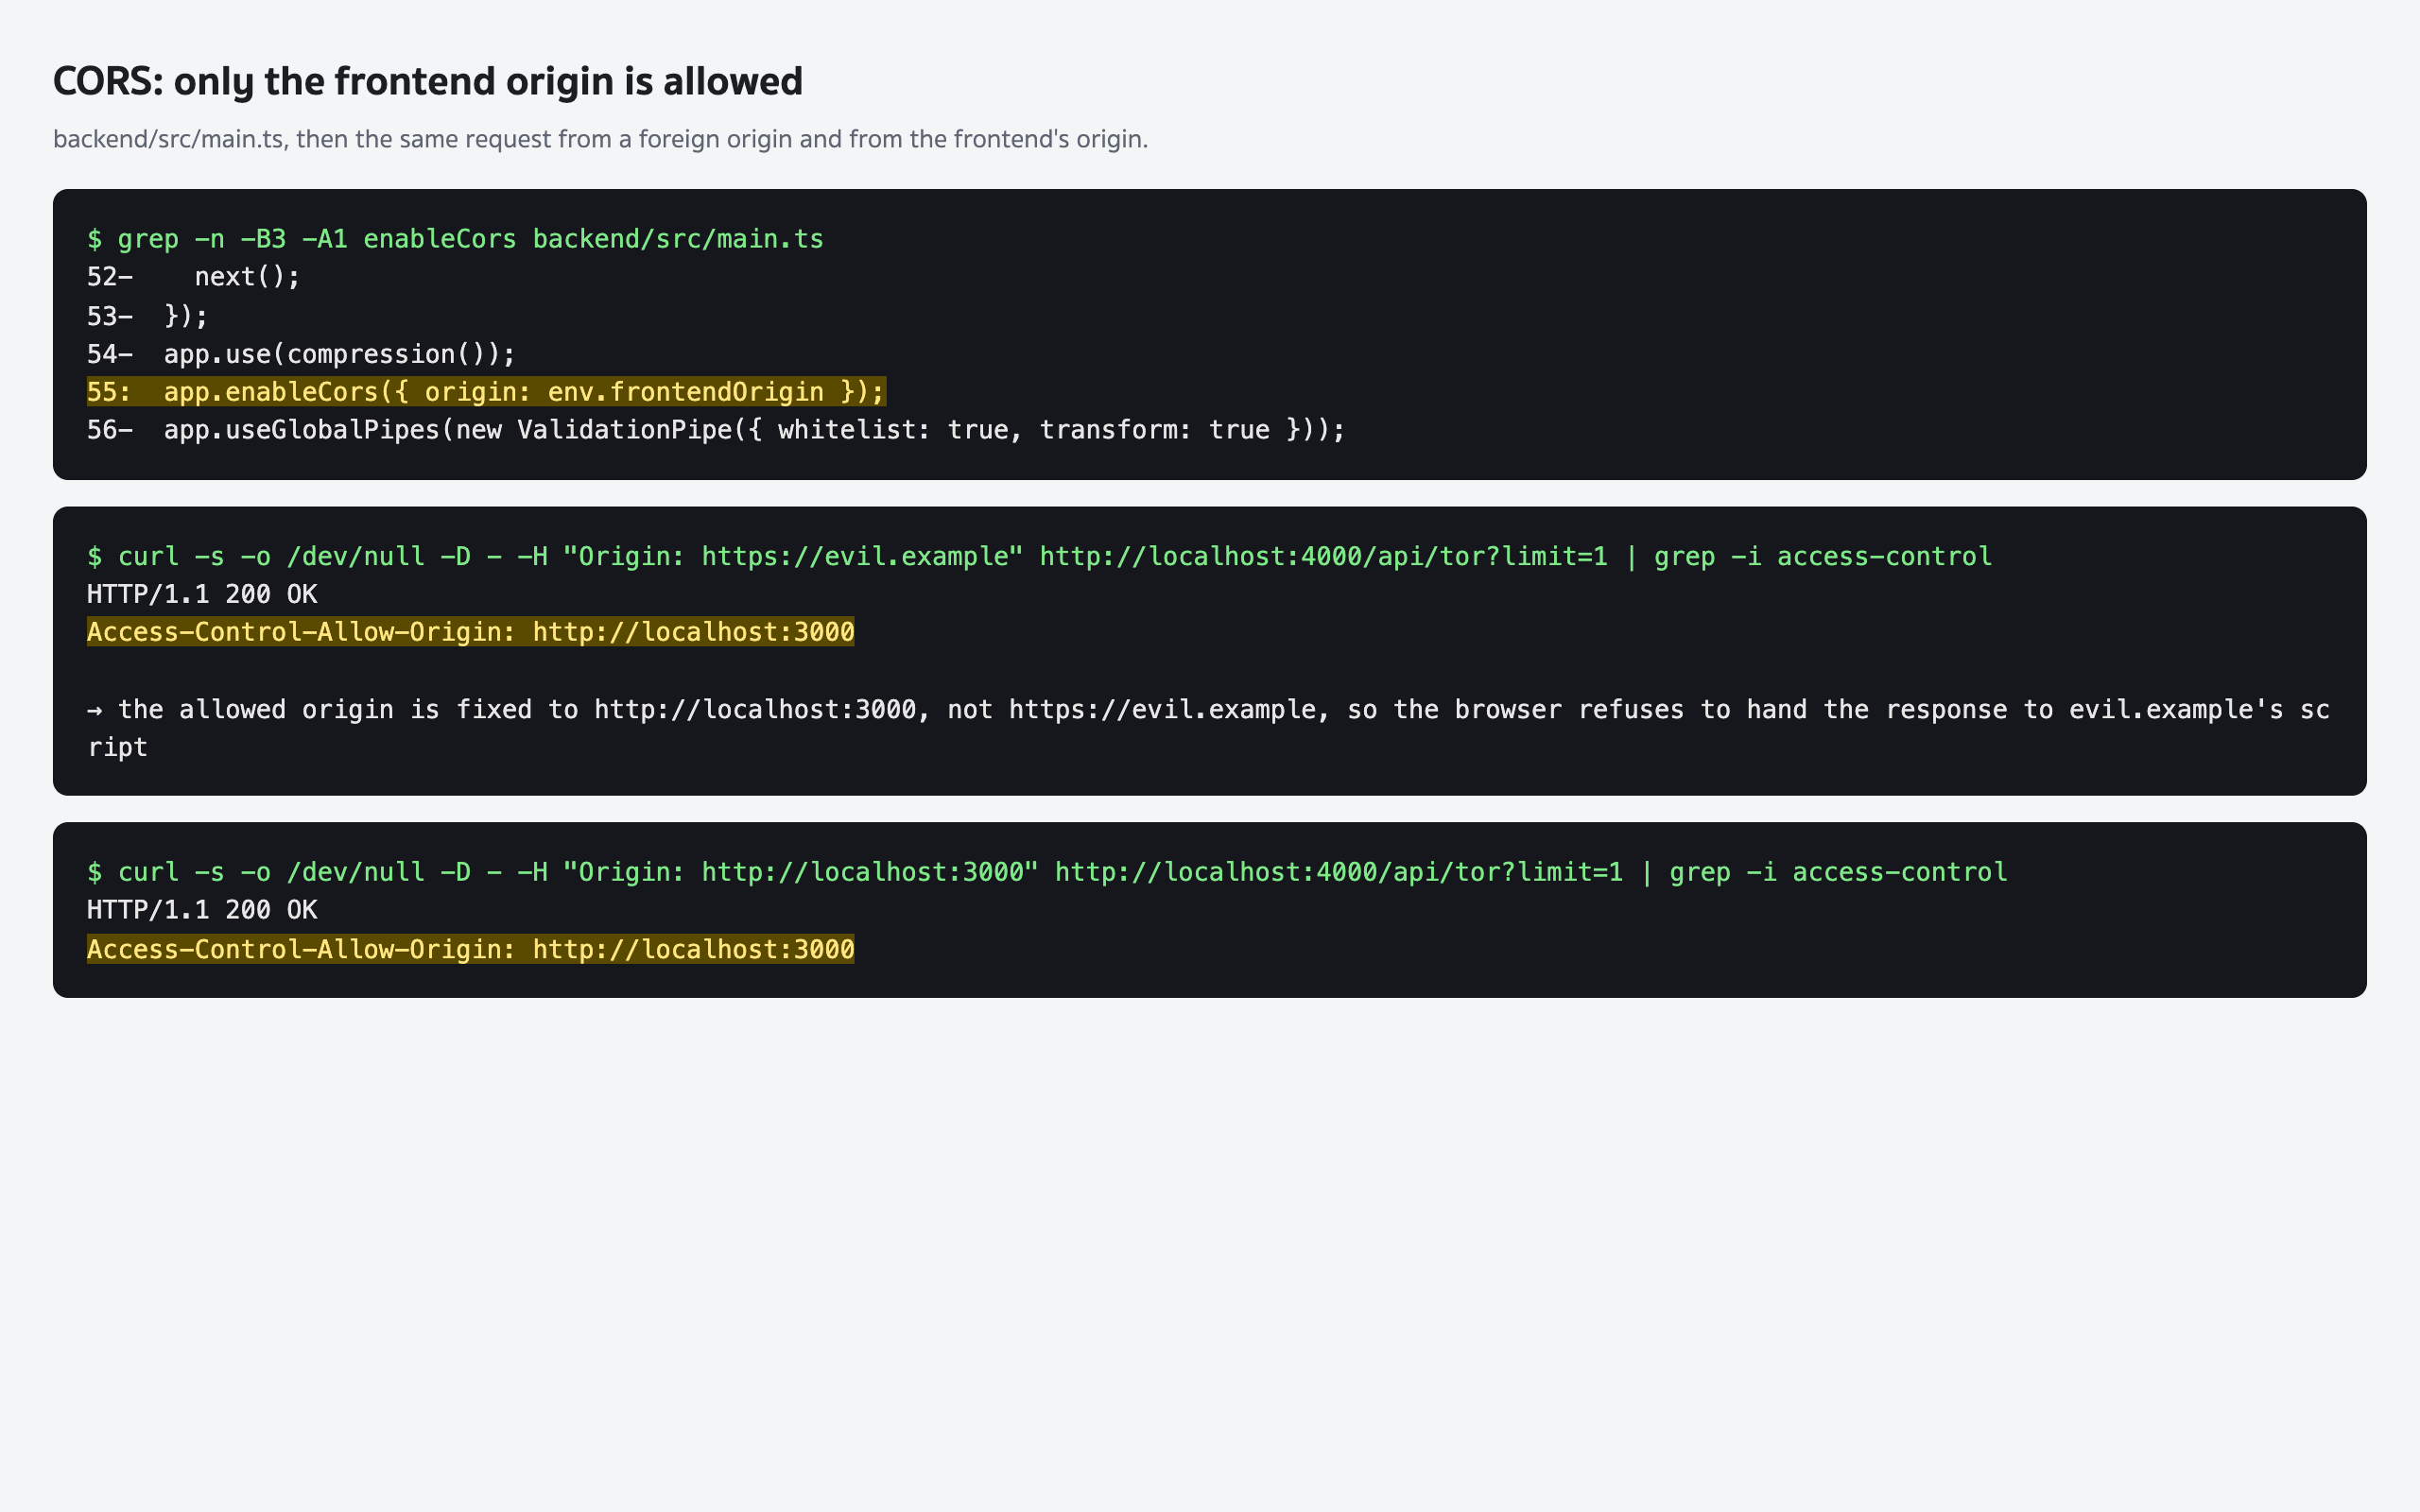 CORS: only the frontend origin is allowed
backend/src/main.ts, then the same request from a foreign origin and from the frontend's origin.
$ grep -n -B3 -A1 enableCors backend/src/main.ts
52-    next();
53-  });
54-  app.use(compression());
55:  app.enableCors({ origin: env.frontendOrigin });
56-  app.useGlobalPipes(new ValidationPipe({ whitelist: true, transform: true }));
$ curl -s -o /dev/null -D - -H "Origin: https://evil.example" http://localhost:4000/api/tor?limit=1 | grep -i access-control
HTTP/1.1 200 OK
Access-Control-Allow-Origin: http://localhost:3000
→ the allowed origin is fixed to http://localhost:3000, not https://evil.example, so the browser refuses to hand the response to evil.example's sc
ript
$ curl -s -o /dev/null -D - -H "Origin: http://localhost:3000" http://localhost:4000/api/tor?limit=1 | grep -i access-control
HTTP/1.1 200 OK
Access-Control-Allow-Origin: http://localhost:3000